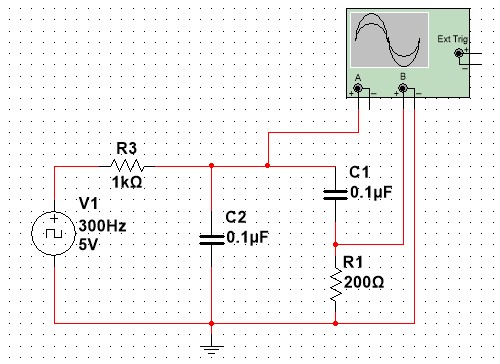 Ext Trig
+
−
A
B
+ − + −
R3
1kΩ
C1
0.1µF
V1
300Hz
5V
+
C2
0.1µF
R1
200Ω